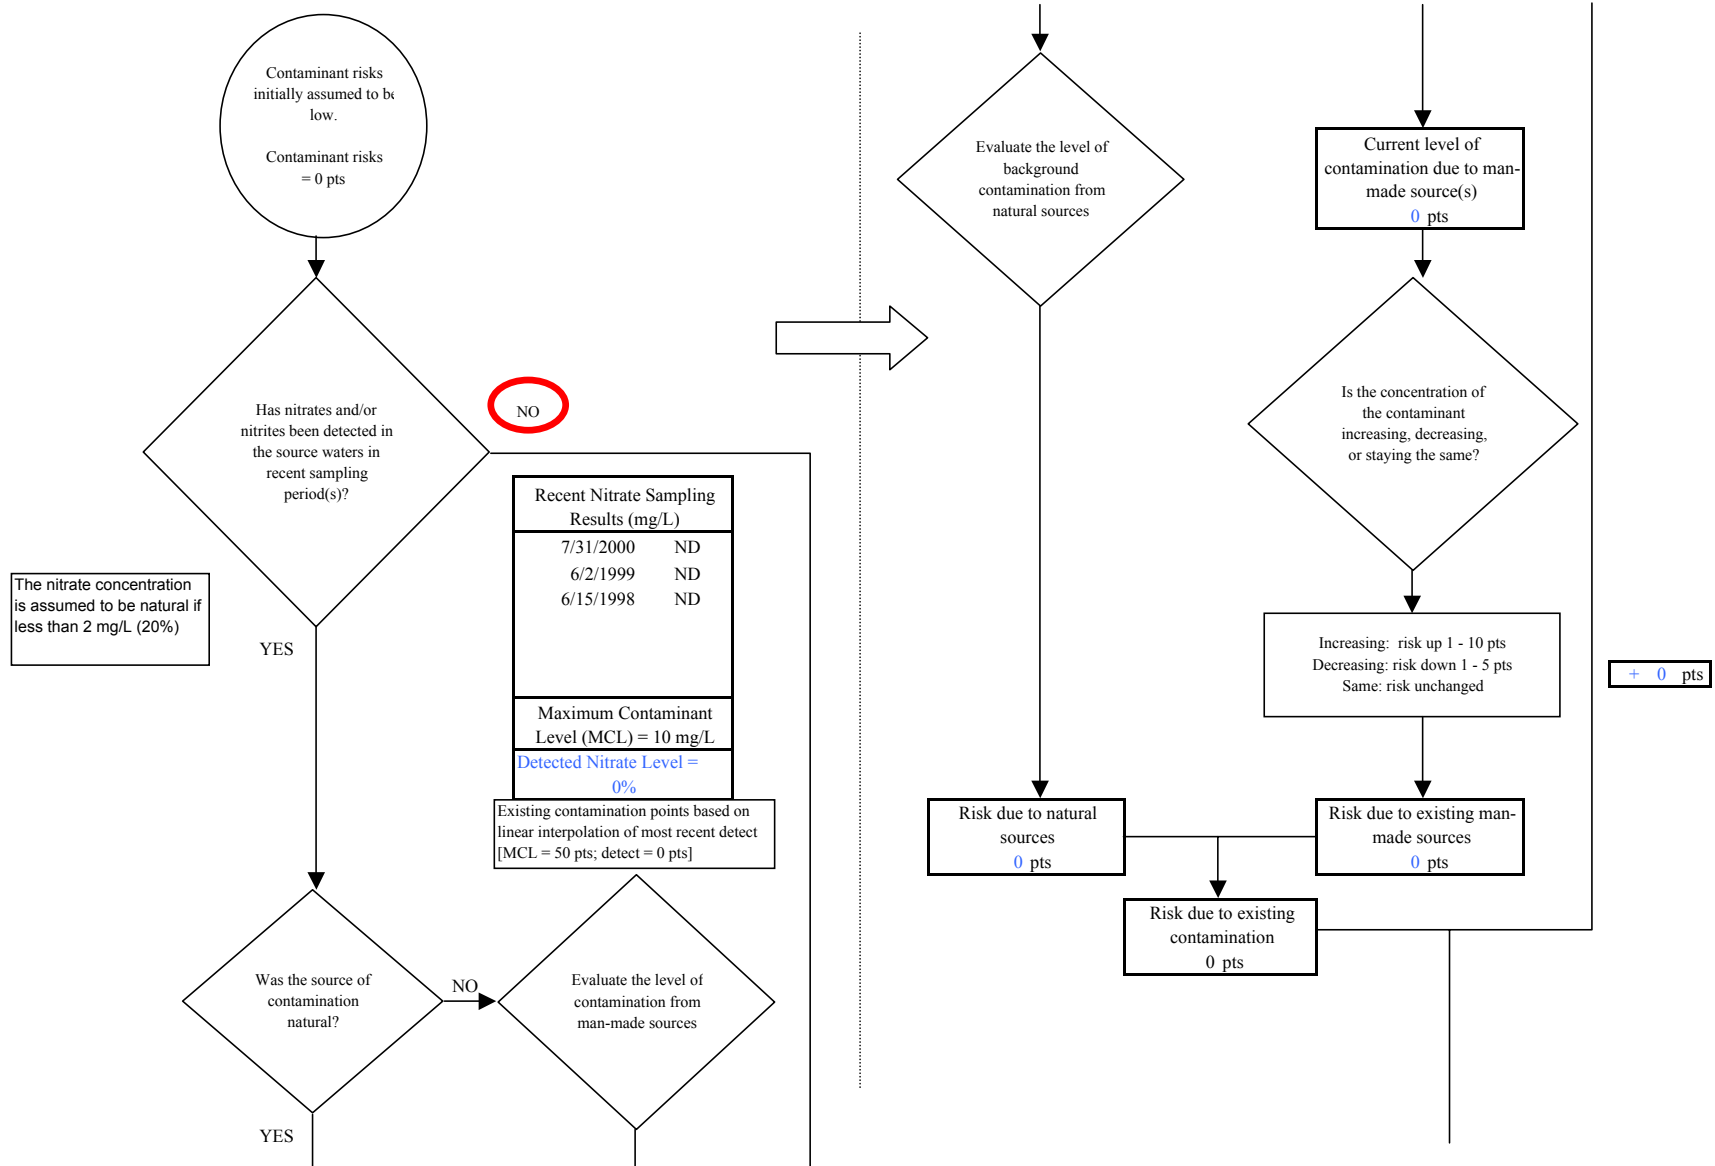 Contaminant risks
initially assumed to be
low.
Contaminant risks
= 0 pts
Has nitrates and/or
nitrites been detected in
the source waters in
recent sampling
period(s)?
NO
Recent Nitrate Sampling
Results (mg/L)
7/31/2000 ND
6/2/1999 ND
6/15/1998 ND
Maximum Contaminant
Level (MCL) = 10 mg/L
Detected Nitrate Level =
0%
Existing contamination points based on
linear interpolation of most recent detect
[MCL = 50 pts; detect = 0 pts]
The nitrate concentration
is assumed to be natural if
less than 2 mg/L (20%)
YES
Was the source of
contamination
natural?
NO
Evaluate the level of
contamination from
man-made sources
YES
Evaluate the level of
background
contamination from
natural sources
Current level of
contamination due to man-
made source(s)
0 pts
Is the concentration of
the contaminant
increasing, decreasing,
or staying the same?
Increasing: risk up 1 - 10 pts
Decreasing: risk down 1 - 5 pts
Same: risk unchanged
+ 0 pts
Risk due to natural
sources
0 pts
Risk due to existing man-
made sources
0 pts
Risk due to existing
contamination
0 pts